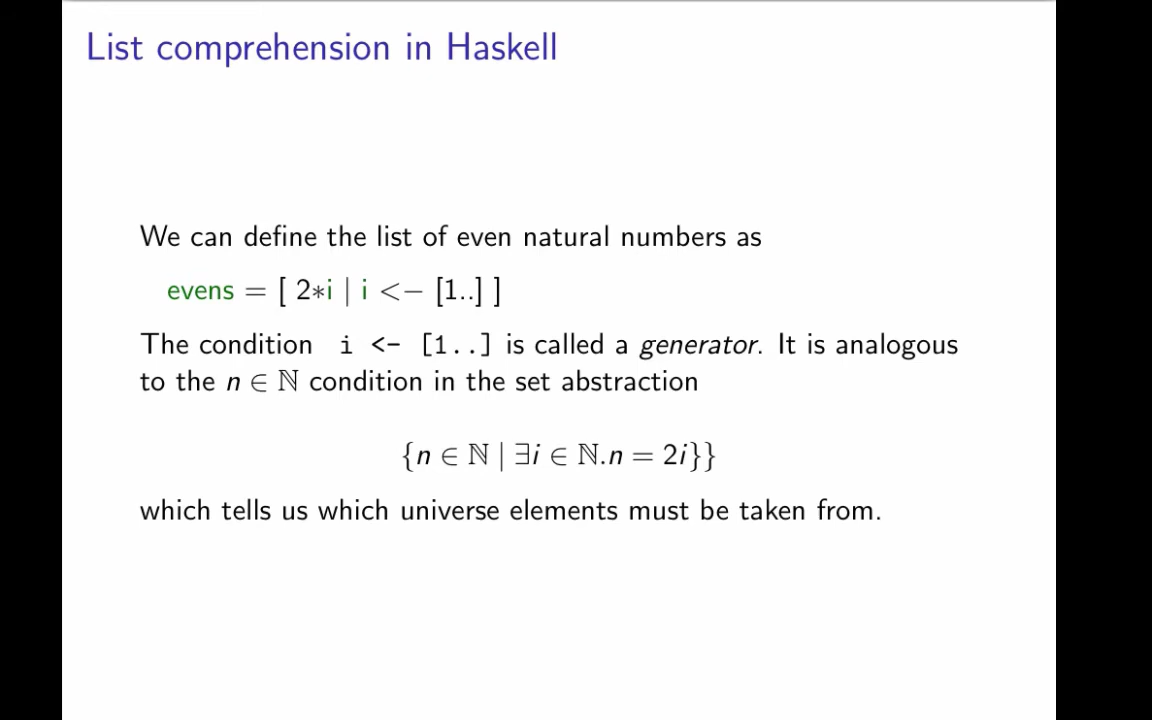 List comprehension in Haskell
We can define the list of even natural numbers as
evens = [ 2*i | i <− [1..] ]
The condition i <- [1..] is called a generator. It is analogous
to the n ∈ ℕ condition in the set abstraction
{n ∈ ℕ | ∃i ∈ ℕ.n = 2i}}
which tells us which universe elements must be taken from.